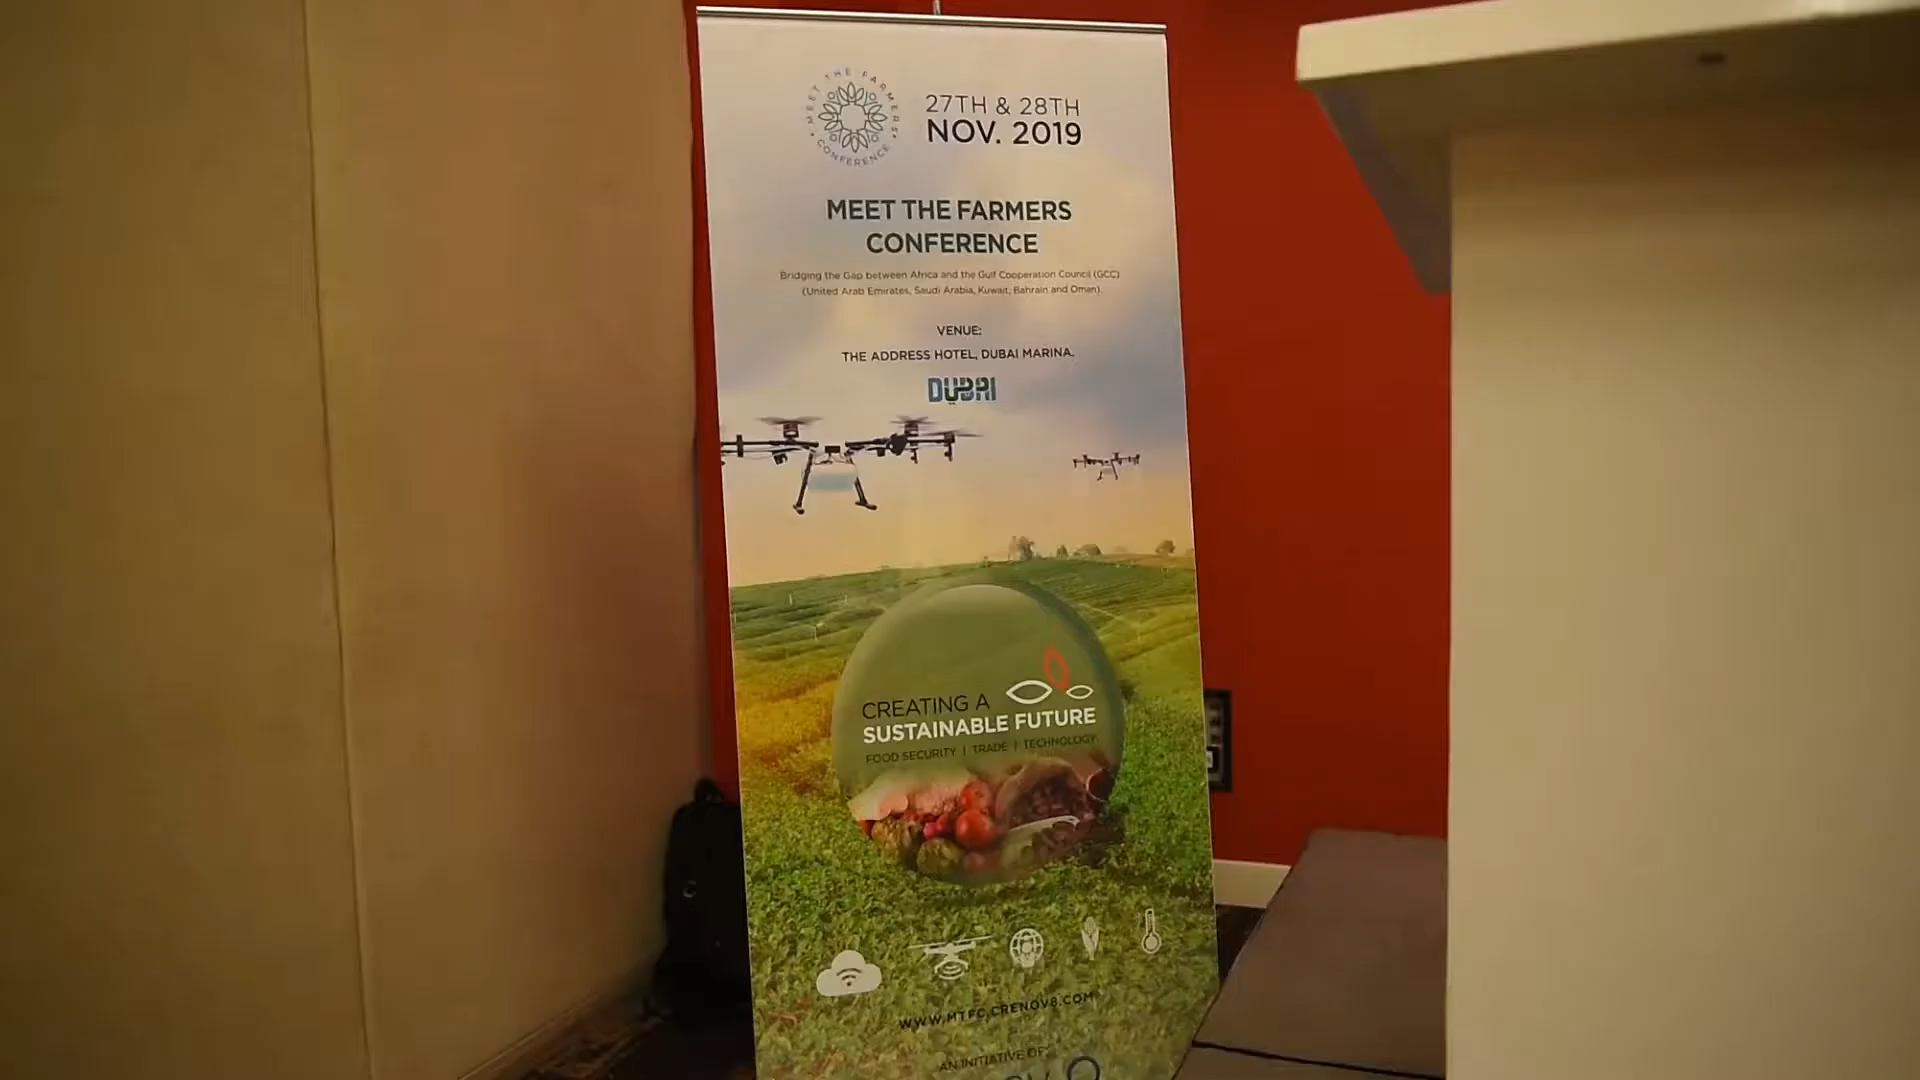 MEET THE FARMERS
CONFERENCE
27TH & 28TH
NOV. 2019
MEET THE FARMERS
CONFERENCE
Bridging the Gap between Africa and the Gulf Cooperation Council (GCC)
(United Arab Emirates, Saudi Arabia, Kuwait, Bahrain and Oman).
VENUE:
THE ADDRESS HOTEL, DUBAI MARINA.
DUBAI
CREATING A
SUSTAINABLE FUTURE
FOOD SECURITY | TRADE | TECHNOLOGY
WWW.MTFC.CRENOV8.COM
AN INITIATIVE OF: